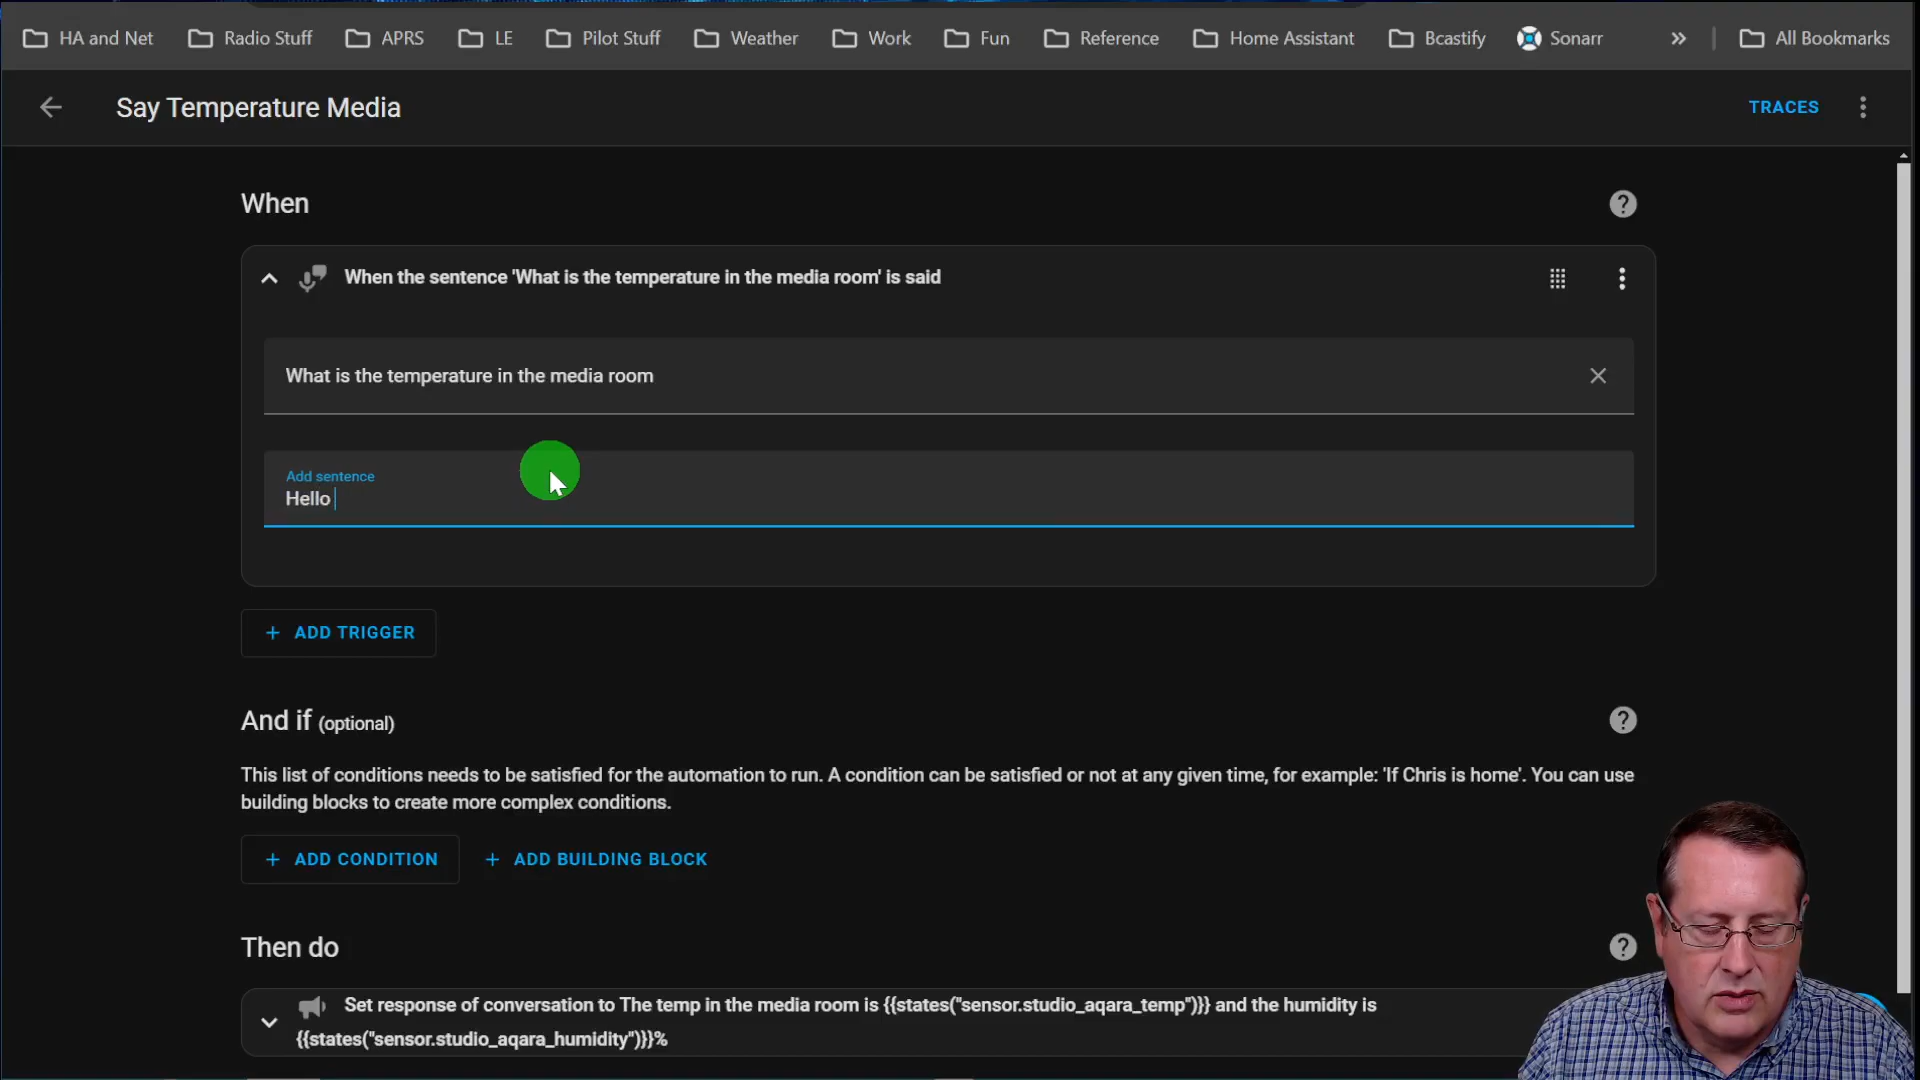 HA and Net Radio Stuff APRS LE Pilot Stuff Weather Work Fun Reference Home Assistant Bcastify Sonarr » All Bookmarks
Say Temperature Media TRACES
When
When the sentence 'What is the temperature in the media room' is said
What is the temperature in the media room
Add sentence
Hello
+ ADD TRIGGER
And if (optional)
This list of conditions needs to be satisfied for the automation to run. A condition can be satisfied or not at any given time, for example: 'If Chris is home'. You can use
building blocks to create more complex conditions.
+ ADD CONDITION + ADD BUILDING BLOCK
Then do
Set response of conversation to The temp in the media room is {{states("sensor.studio_aqara_temp")}} and the humidity is
{{states("sensor.studio_aqara_humidity")}}%